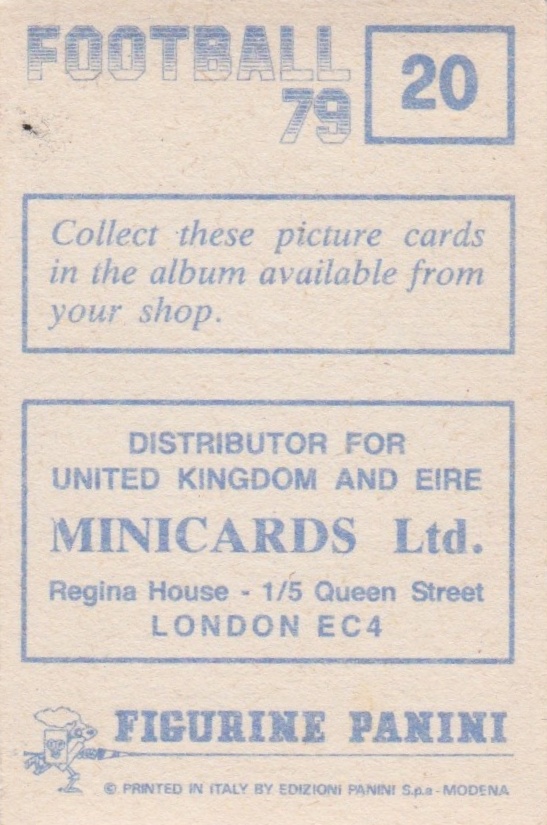 FOOTBALL
79
20
Collect these picture cards
in the album available from
your shop.
DISTRIBUTOR FOR
UNITED KINGDOM AND EIRE
MINICARDS Ltd.
Regina House - 1/5 Queen Street
LONDON EC4
FIGURINE PANINI
© PRINTED IN ITALY BY EDIZIONI PANINI S.p.a - MODENA